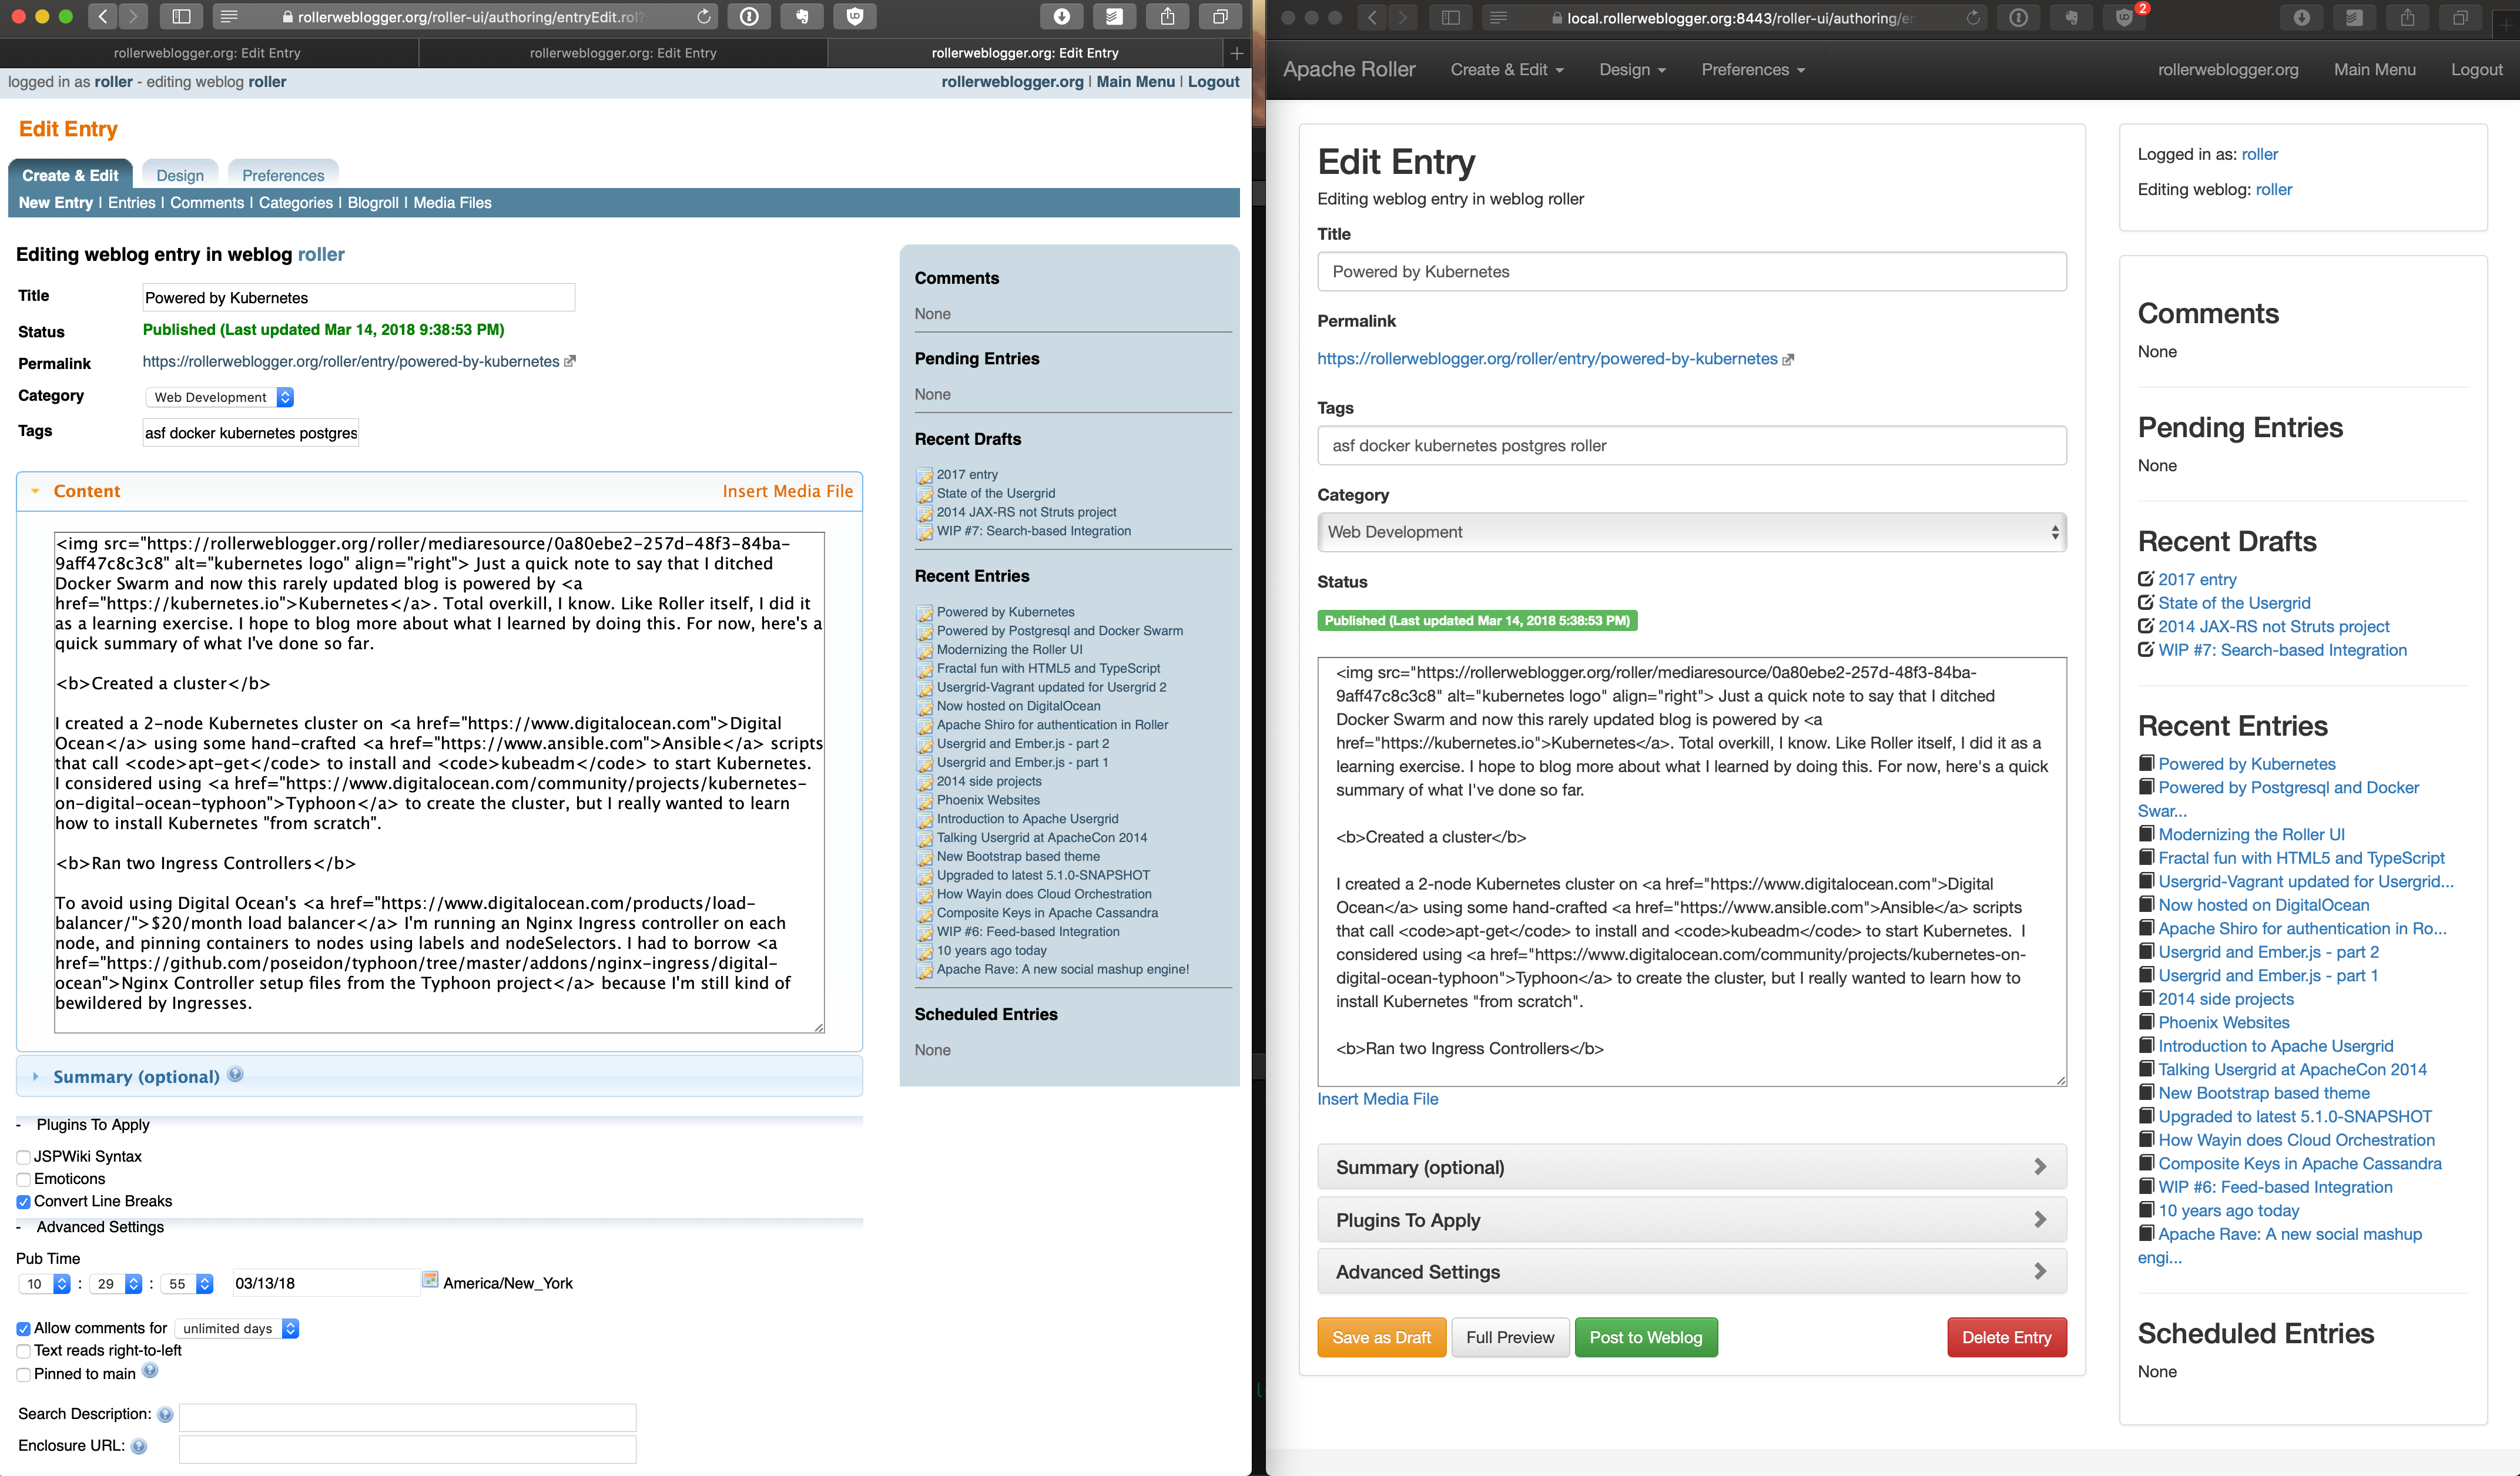 rollerweblogger.org/roller-ui/authoring/entryEdit.rol?
rollerweblogger.org: Edit Entry
rollerweblogger.org: Edit Entry
rollerweblogger.org: Edit Entry
logged in as roller - editing weblog roller
rollerweblogger.org | Main Menu | Logout
Edit Entry
Create & Edit
Design
Preferences
New Entry | Entries | Comments | Categories | Blogroll | Media Files
Editing weblog entry in weblog roller
Title
Powered by Kubernetes
Status
Published (Last updated Mar 14, 2018 9:38:53 PM)
Permalink
https://rollerweblogger.org/roller/entry/powered-by-kubernetes
Category
Web Development
Tags
asf docker kubernetes postgres
Content
Insert Media File
<img src="https://rollerweblogger.org/roller/mediaresource/0a80ebe2-257d-48f3-84ba-
9aff47c8c3c8" alt="kubernetes logo" align="right"> Just a quick note to say that I ditched
Docker Swarm and now this rarely updated blog is powered by <a
href="https://kubernetes.io">Kubernetes</a>. Total overkill, I know. Like Roller itself, I did it
as a learning exercise. I hope to blog more about what I learned by doing this. For now, here's a
quick summary of what I've done so far.
<b>Created a cluster</b>
I created a 2-node Kubernetes cluster on <a href="https://www.digitalocean.com">Digital
Ocean</a> using some hand-crafted <a href="https://www.ansible.com">Ansible</a> scripts
that call <code>apt-get</code> to install and <code>kubeadm</code> to start Kubernetes.
I considered using <a href="https://www.digitalocean.com/community/projects/kubernetes-
on-digital-ocean-typhoon">Typhoon</a> to create the cluster, but I really wanted to learn
how to install Kubernetes "from scratch".
<b>Ran two Ingress Controllers</b>
To avoid using Digital Ocean's <a href="https://www.digitalocean.com/products/load-
balancer/">$20/month load balancer</a> I'm running an Nginx Ingress controller on each
node, and pinning containers to nodes using labels and nodeSelectors. I had to borrow <a
href="https://github.com/poseidon/typhoon/tree/master/addons/nginx-ingress/digital-
ocean">Nginx Controller setup files from the Typhoon project</a> because I'm still kind of
bewildered by Ingresses.
Summary (optional)
- Plugins To Apply
JSPWiki Syntax
Emoticons
Convert Line Breaks
- Advanced Settings
Pub Time
10 : 29 : 55 03/13/18 America/New_York
Allow comments for unlimited days
Text reads right-to-left
Pinned to main
Search Description:
Enclosure URL:
Comments
None
Pending Entries
None
Recent Drafts
2017 entry
State of the Usergrid
2014 JAX-RS not Struts project
WIP #7: Search-based Integration
Recent Entries
Powered by Kubernetes
Powered by Postgresql and Docker Swarm
Modernizing the Roller UI
Fractal fun with HTML5 and TypeScript
Usergrid-Vagrant updated for Usergrid 2
Now hosted on DigitalOcean
Apache Shiro for authentication in Roller
Usergrid and Ember.js - part 2
Usergrid and Ember.js - part 1
2014 side projects
Phoenix Websites
Introduction to Apache Usergrid
Talking Usergrid at ApacheCon 2014
New Bootstrap based theme
Upgraded to latest 5.1.0-SNAPSHOT
How Wayin does Cloud Orchestration
Composite Keys in Apache Cassandra
WIP #6: Feed-based Integration
10 years ago today
Apache Rave: A new social mashup engine!
Scheduled Entries
None
local.rollerweblogger.org:8443/roller-ui/authoring/er
2
Apache Roller
Create & Edit
Design
Preferences
rollerweblogger.org
Main Menu
Logout
Edit Entry
Editing weblog entry in weblog roller
Title
Powered by Kubernetes
Permalink
https://rollerweblogger.org/roller/entry/powered-by-kubernetes
Tags
asf docker kubernetes postgres roller
Category
Web Development
Status
Published (Last updated Mar 14, 2018 5:38:53 PM)
<img src="https://rollerweblogger.org/roller/mediaresource/0a80ebe2-257d-48f3-84ba-
9aff47c8c3c8" alt="kubernetes logo" align="right"> Just a quick note to say that I ditched
Docker Swarm and now this rarely updated blog is powered by <a
href="https://kubernetes.io">Kubernetes</a>. Total overkill, I know. Like Roller itself, I did it as a
learning exercise. I hope to blog more about what I learned by doing this. For now, here's a quick
summary of what I've done so far.
<b>Created a cluster</b>
I created a 2-node Kubernetes cluster on <a href="https://www.digitalocean.com">Digital
Ocean</a> using some hand-crafted <a href="https://www.ansible.com">Ansible</a> scripts
that call <code>apt-get</code> to install and <code>kubeadm</code> to start Kubernetes. I
considered using <a href="https://www.digitalocean.com/community/projects/kubernetes-on-
digital-ocean-typhoon">Typhoon</a> to create the cluster, but I really wanted to learn how to
install Kubernetes "from scratch".
<b>Ran two Ingress Controllers</b>
Insert Media File
Summary (optional)
Plugins To Apply
Advanced Settings
Save as Draft
Full Preview
Post to Weblog
Delete Entry
Logged in as: roller
Editing weblog: roller
Comments
None
Pending Entries
None
Recent Drafts
2017 entry
State of the Usergrid
2014 JAX-RS not Struts project
WIP #7: Search-based Integration
Recent Entries
Powered by Kubernetes
Powered by Postgresql and Docker
Swar...
Modernizing the Roller UI
Fractal fun with HTML5 and TypeScript
Usergrid-Vagrant updated for Usergrid...
Now hosted on DigitalOcean
Apache Shiro for authentication in Ro...
Usergrid and Ember.js - part 2
Usergrid and Ember.js - part 1
2014 side projects
Phoenix Websites
Introduction to Apache Usergrid
Talking Usergrid at ApacheCon 2014
New Bootstrap based theme
Upgraded to latest 5.1.0-SNAPSHOT
How Wayin does Cloud Orchestration
Composite Keys in Apache Cassandra
WIP #6: Feed-based Integration
10 years ago today
Apache Rave: A new social mashup
engi...
Scheduled Entries
None